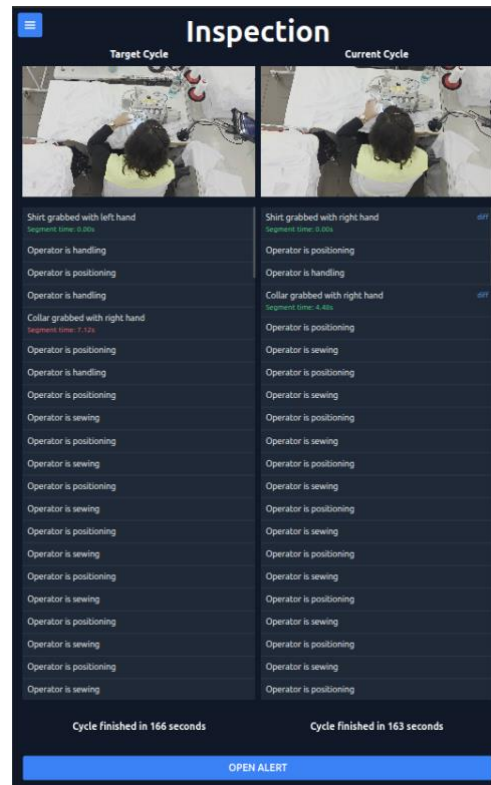 Inspection
Target Cycle
Current Cycle
Shirt grabbed with left hand
Segment time: 0.00s
Operator is handling
Operator is positioning
Operator is handling
Collar grabbed with right hand
Segment time: 7.12s
Operator is positioning
Operator is handling
Operator is positioning
Operator is sewing
Operator is positioning
Operator is sewing
Operator is positioning
Operator is sewing
Operator is positioning
Operator is sewing
Operator is positioning
Operator is sewing
Operator is positioning
Operator is sewing
Operator is positioning
Operator is sewing
Shirt grabbed with right hand diff
Segment time: 0.00s
Operator is positioning
Operator is handling
Collar grabbed with right hand diff
Segment time: 4.48s
Operator is positioning
Operator is sewing
Operator is positioning
Operator is sewing
Operator is positioning
Operator is sewing
Operator is positioning
Operator is sewing
Operator is positioning
Operator is sewing
Operator is positioning
Operator is sewing
Operator is positioning
Operator is sewing
Operator is positioning
Operator is sewing
Operator is positioning
Cycle finished in 166 seconds
Cycle finished in 163 seconds
OPEN ALERT